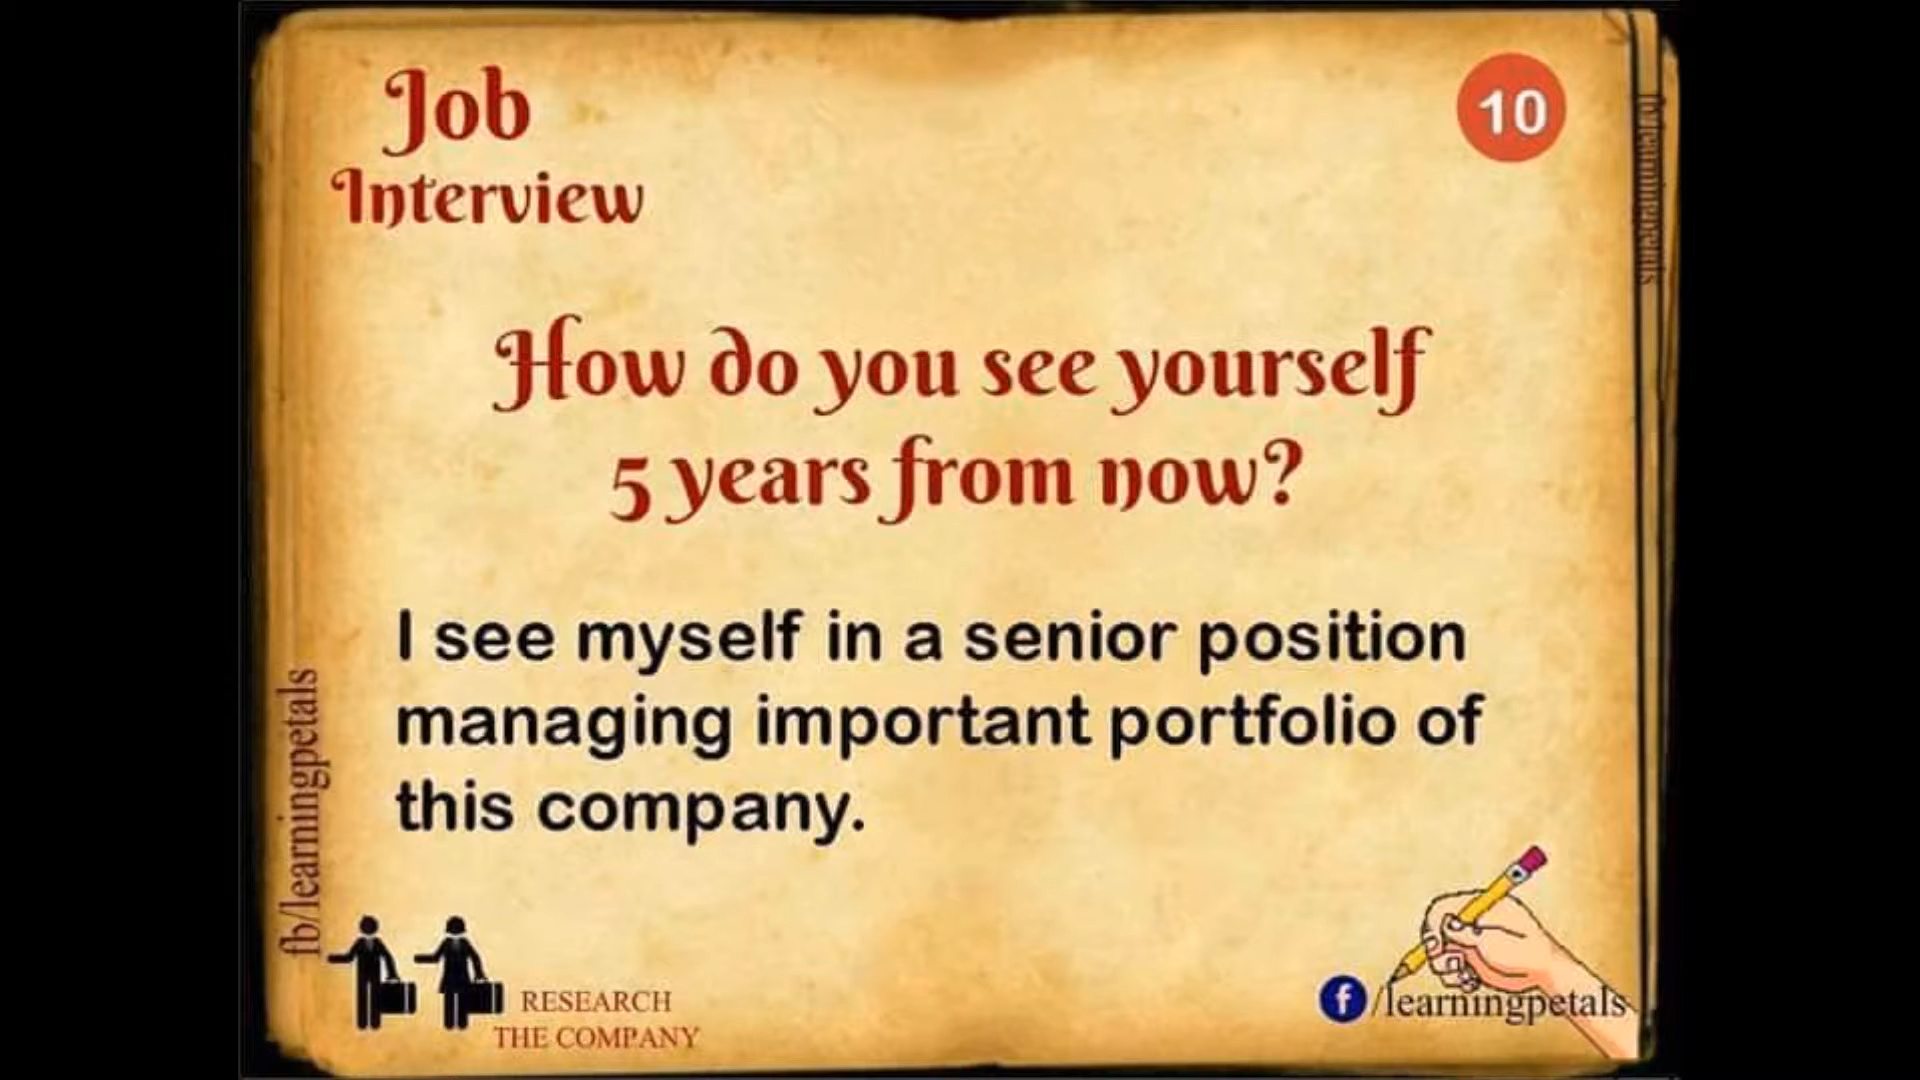 Job
Interview
10
How do you see yourself
5 years from now?
I see myself in a senior position
managing important portfolio of
this company.
fb/learningpetals
RESEARCH
THE COMPANY
f/learningpetals